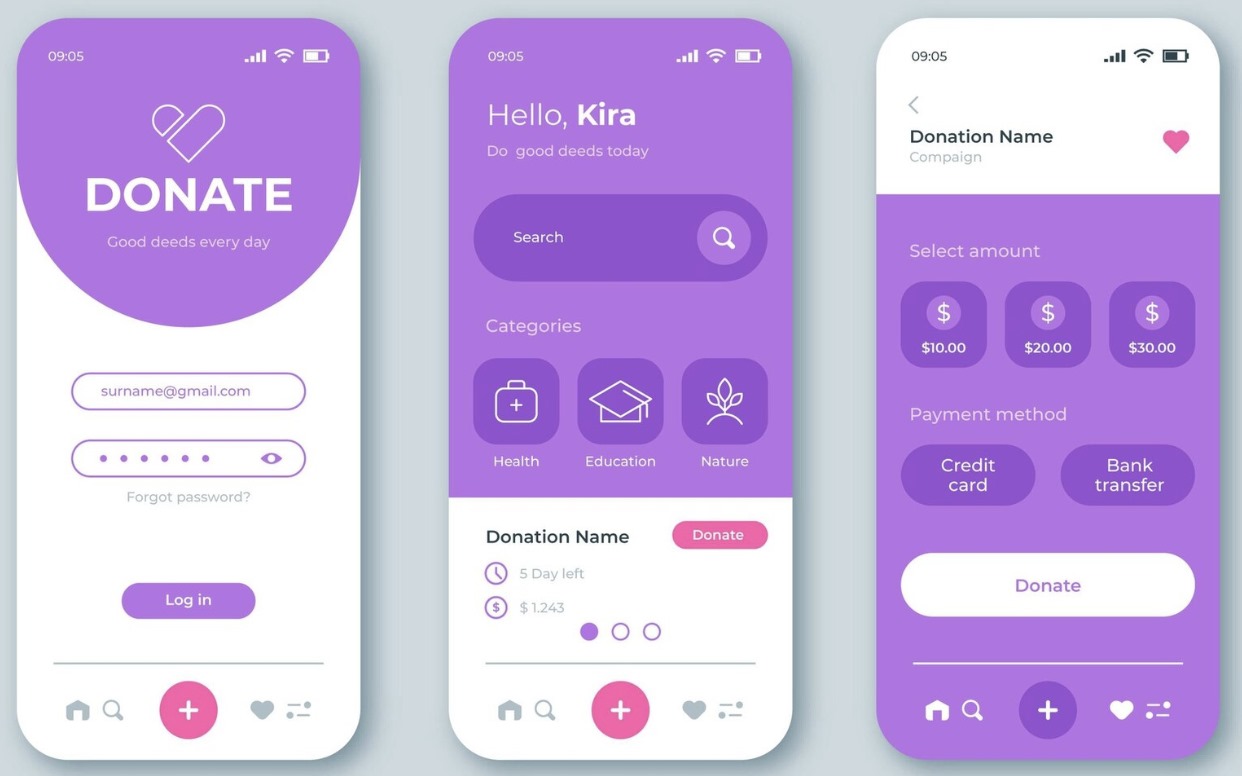 09:05
DONATE
Good deeds every day
surname@gmail.com
Forgot password?
Log in
09:05
Hello, Kira
Do good deeds today
Search
Categories
Health Education Nature
Donation Name
Donate
5 Day left
$
$ 1.243
09:05
Donation Name
Compaign
Select amount
$ $ $
$10.00 $20.00 $30.00
Payment method
Credit
card
Bank
transfer
Donate